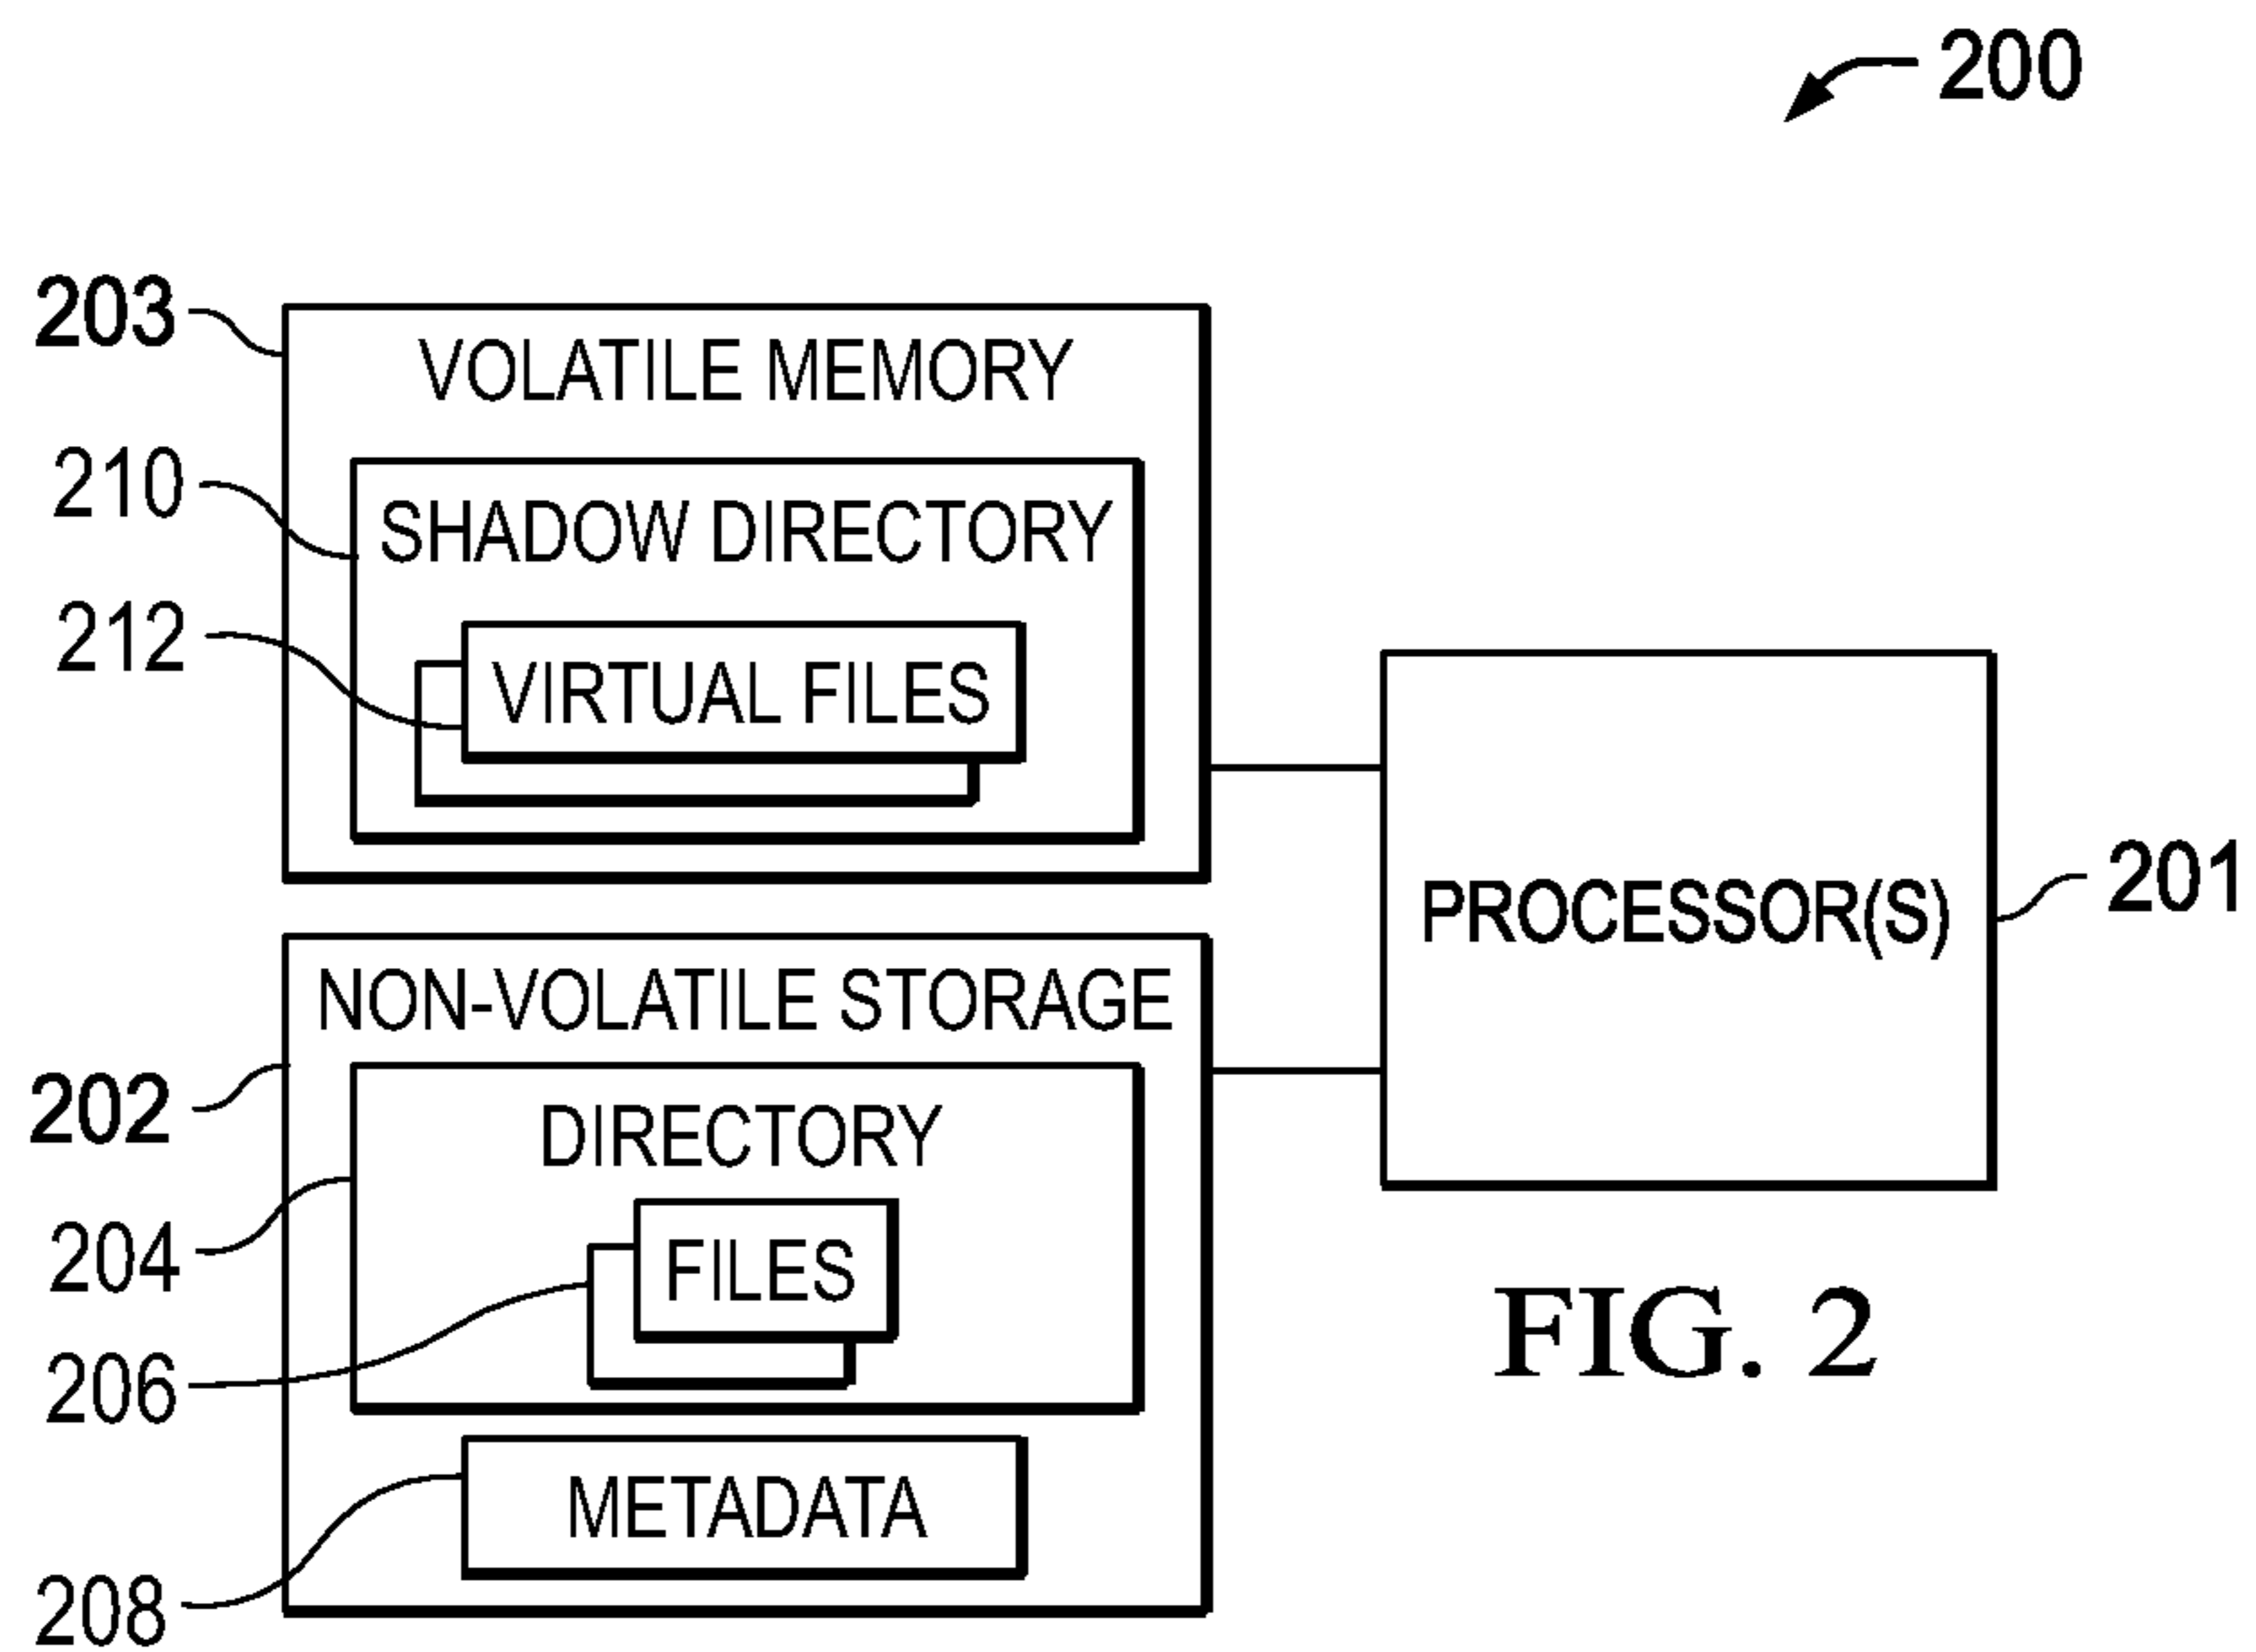 200
203
VOLATILE MEMORY
210
SHADOW DIRECTORY
212
VIRTUAL FILES
PROCESSOR(S)
201
NON-VOLATILE STORAGE
202
DIRECTORY
204
FILES
206
METADATA
208
FIG. 2